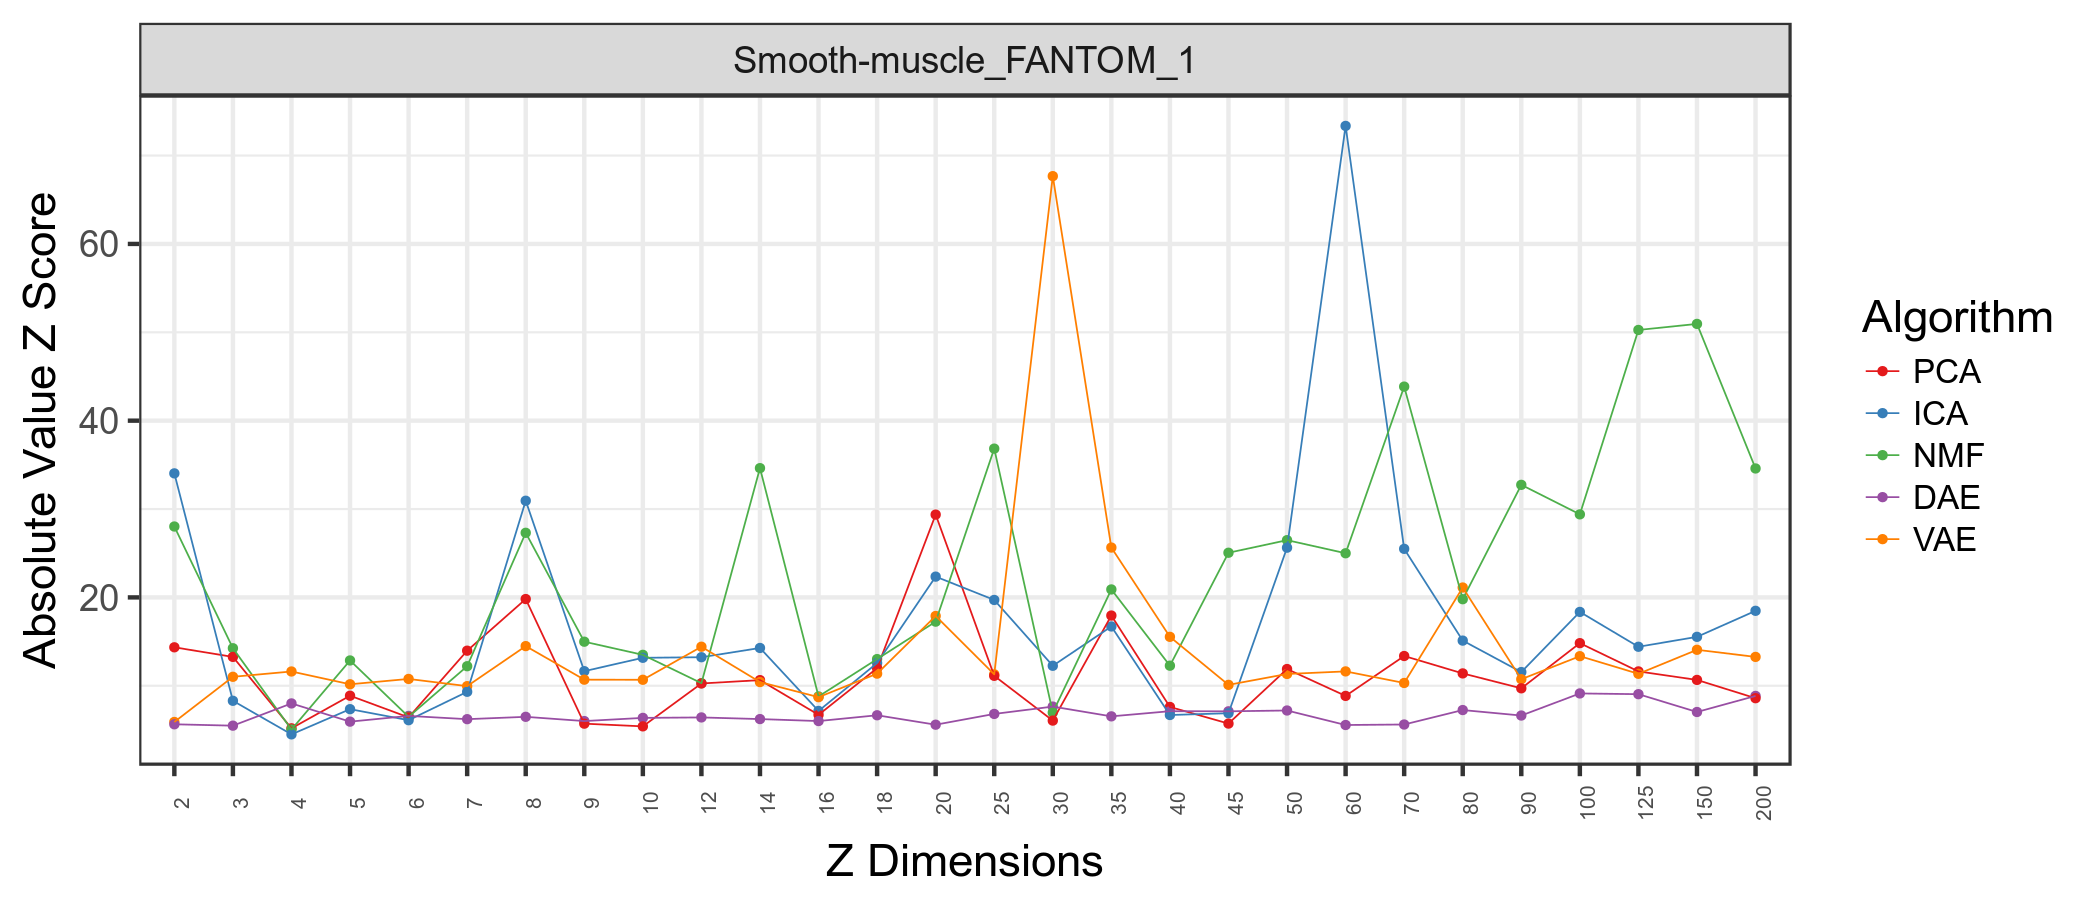 Smooth-muscle_FANTOM_1
Absolute Value Z Score
60
40
20
2 3 4 5 6 7 8 9 10 12 14 16 18 20 25 30 35 40 45 50 60 70 80 90 100 125 150 200
Z Dimensions
Algorithm
PCA
ICA
NMF
DAE
VAE